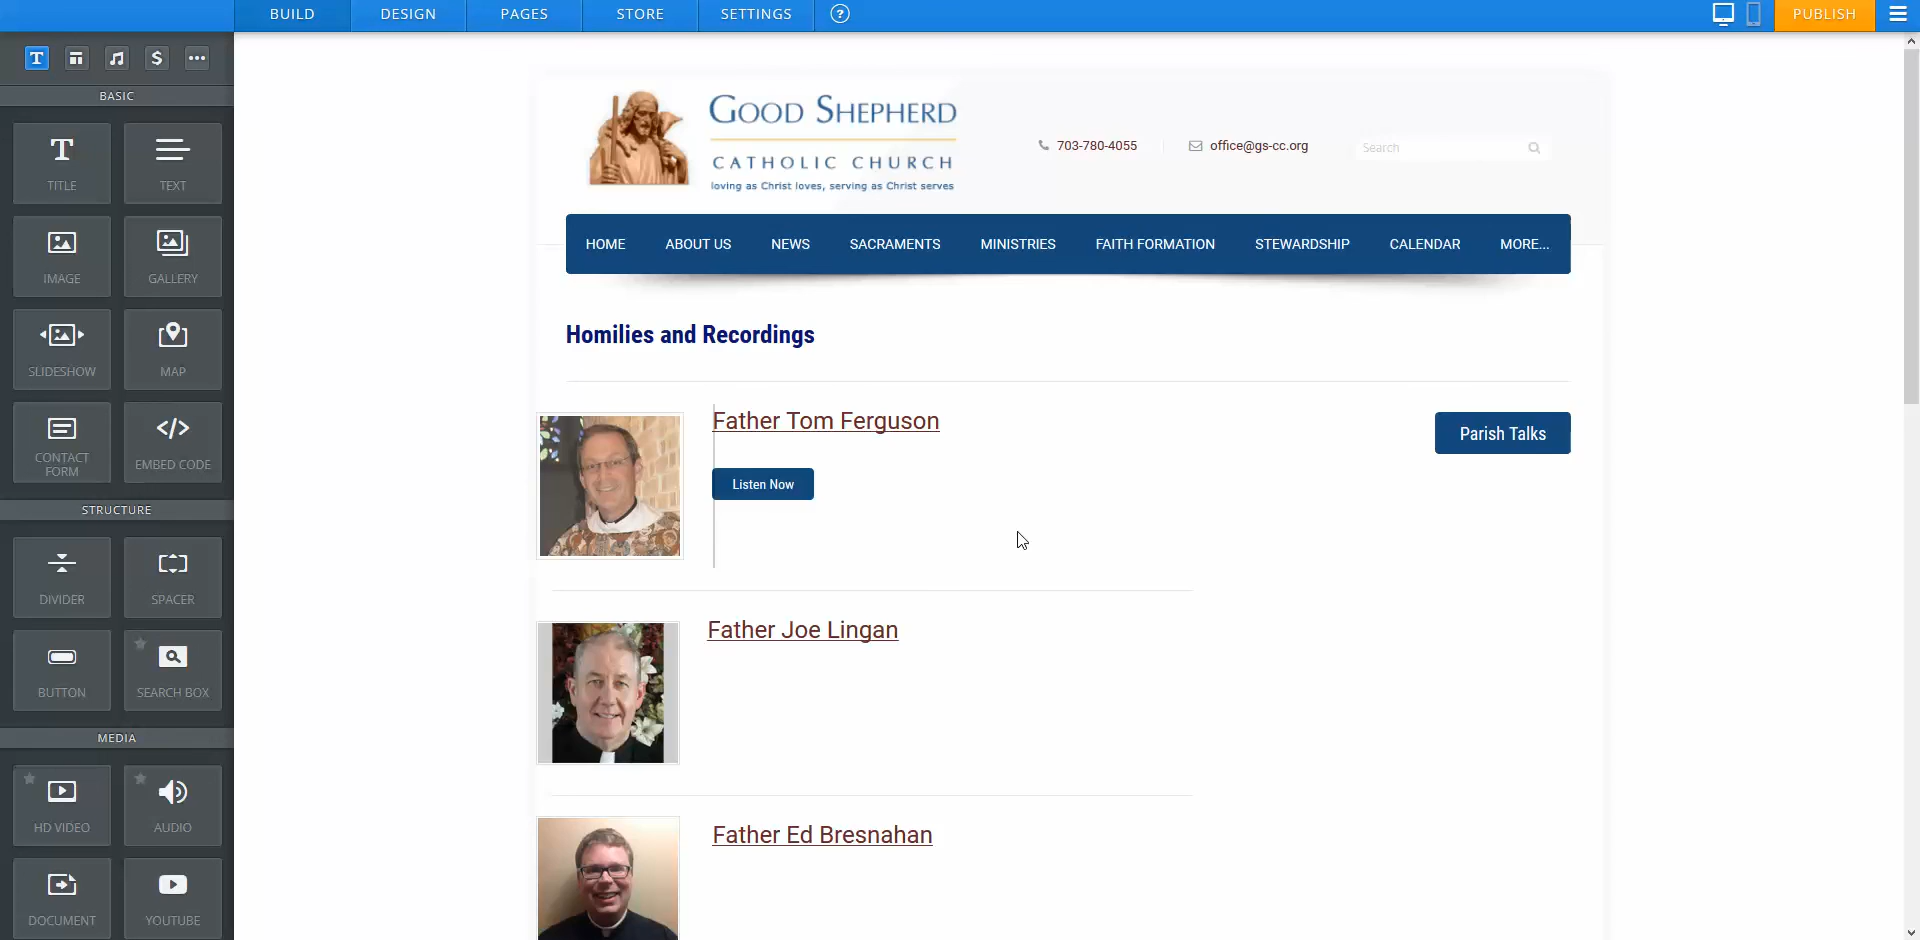 BUILD
DESIGN
PAGES
STORE
SETTINGS
?
PUBLISH
T
$
BASIC
T
TITLE
TEXT
IMAGE
GALLERY
SLIDESHOW
MAP
CONTACT
FORM
</>
EMBED CODE
STRUCTURE
DIVIDER
SPACER
BUTTON
SEARCH BOX
MEDIA
HD VIDEO
AUDIO
DOCUMENT
YOUTUBE
GOOD SHEPHERD
CATHOLIC CHURCH
loving as Christ loves, serving as Christ serves
703-780-4055
office@gs-cc.org
Search
HOME
ABOUT US
NEWS
SACRAMENTS
MINISTRIES
FAITH FORMATION
STEWARDSHIP
CALENDAR
MORE...
Homilies and Recordings
Father Tom Ferguson
Parish Talks
Listen Now
Father Joe Lingan
Father Ed Bresnahan